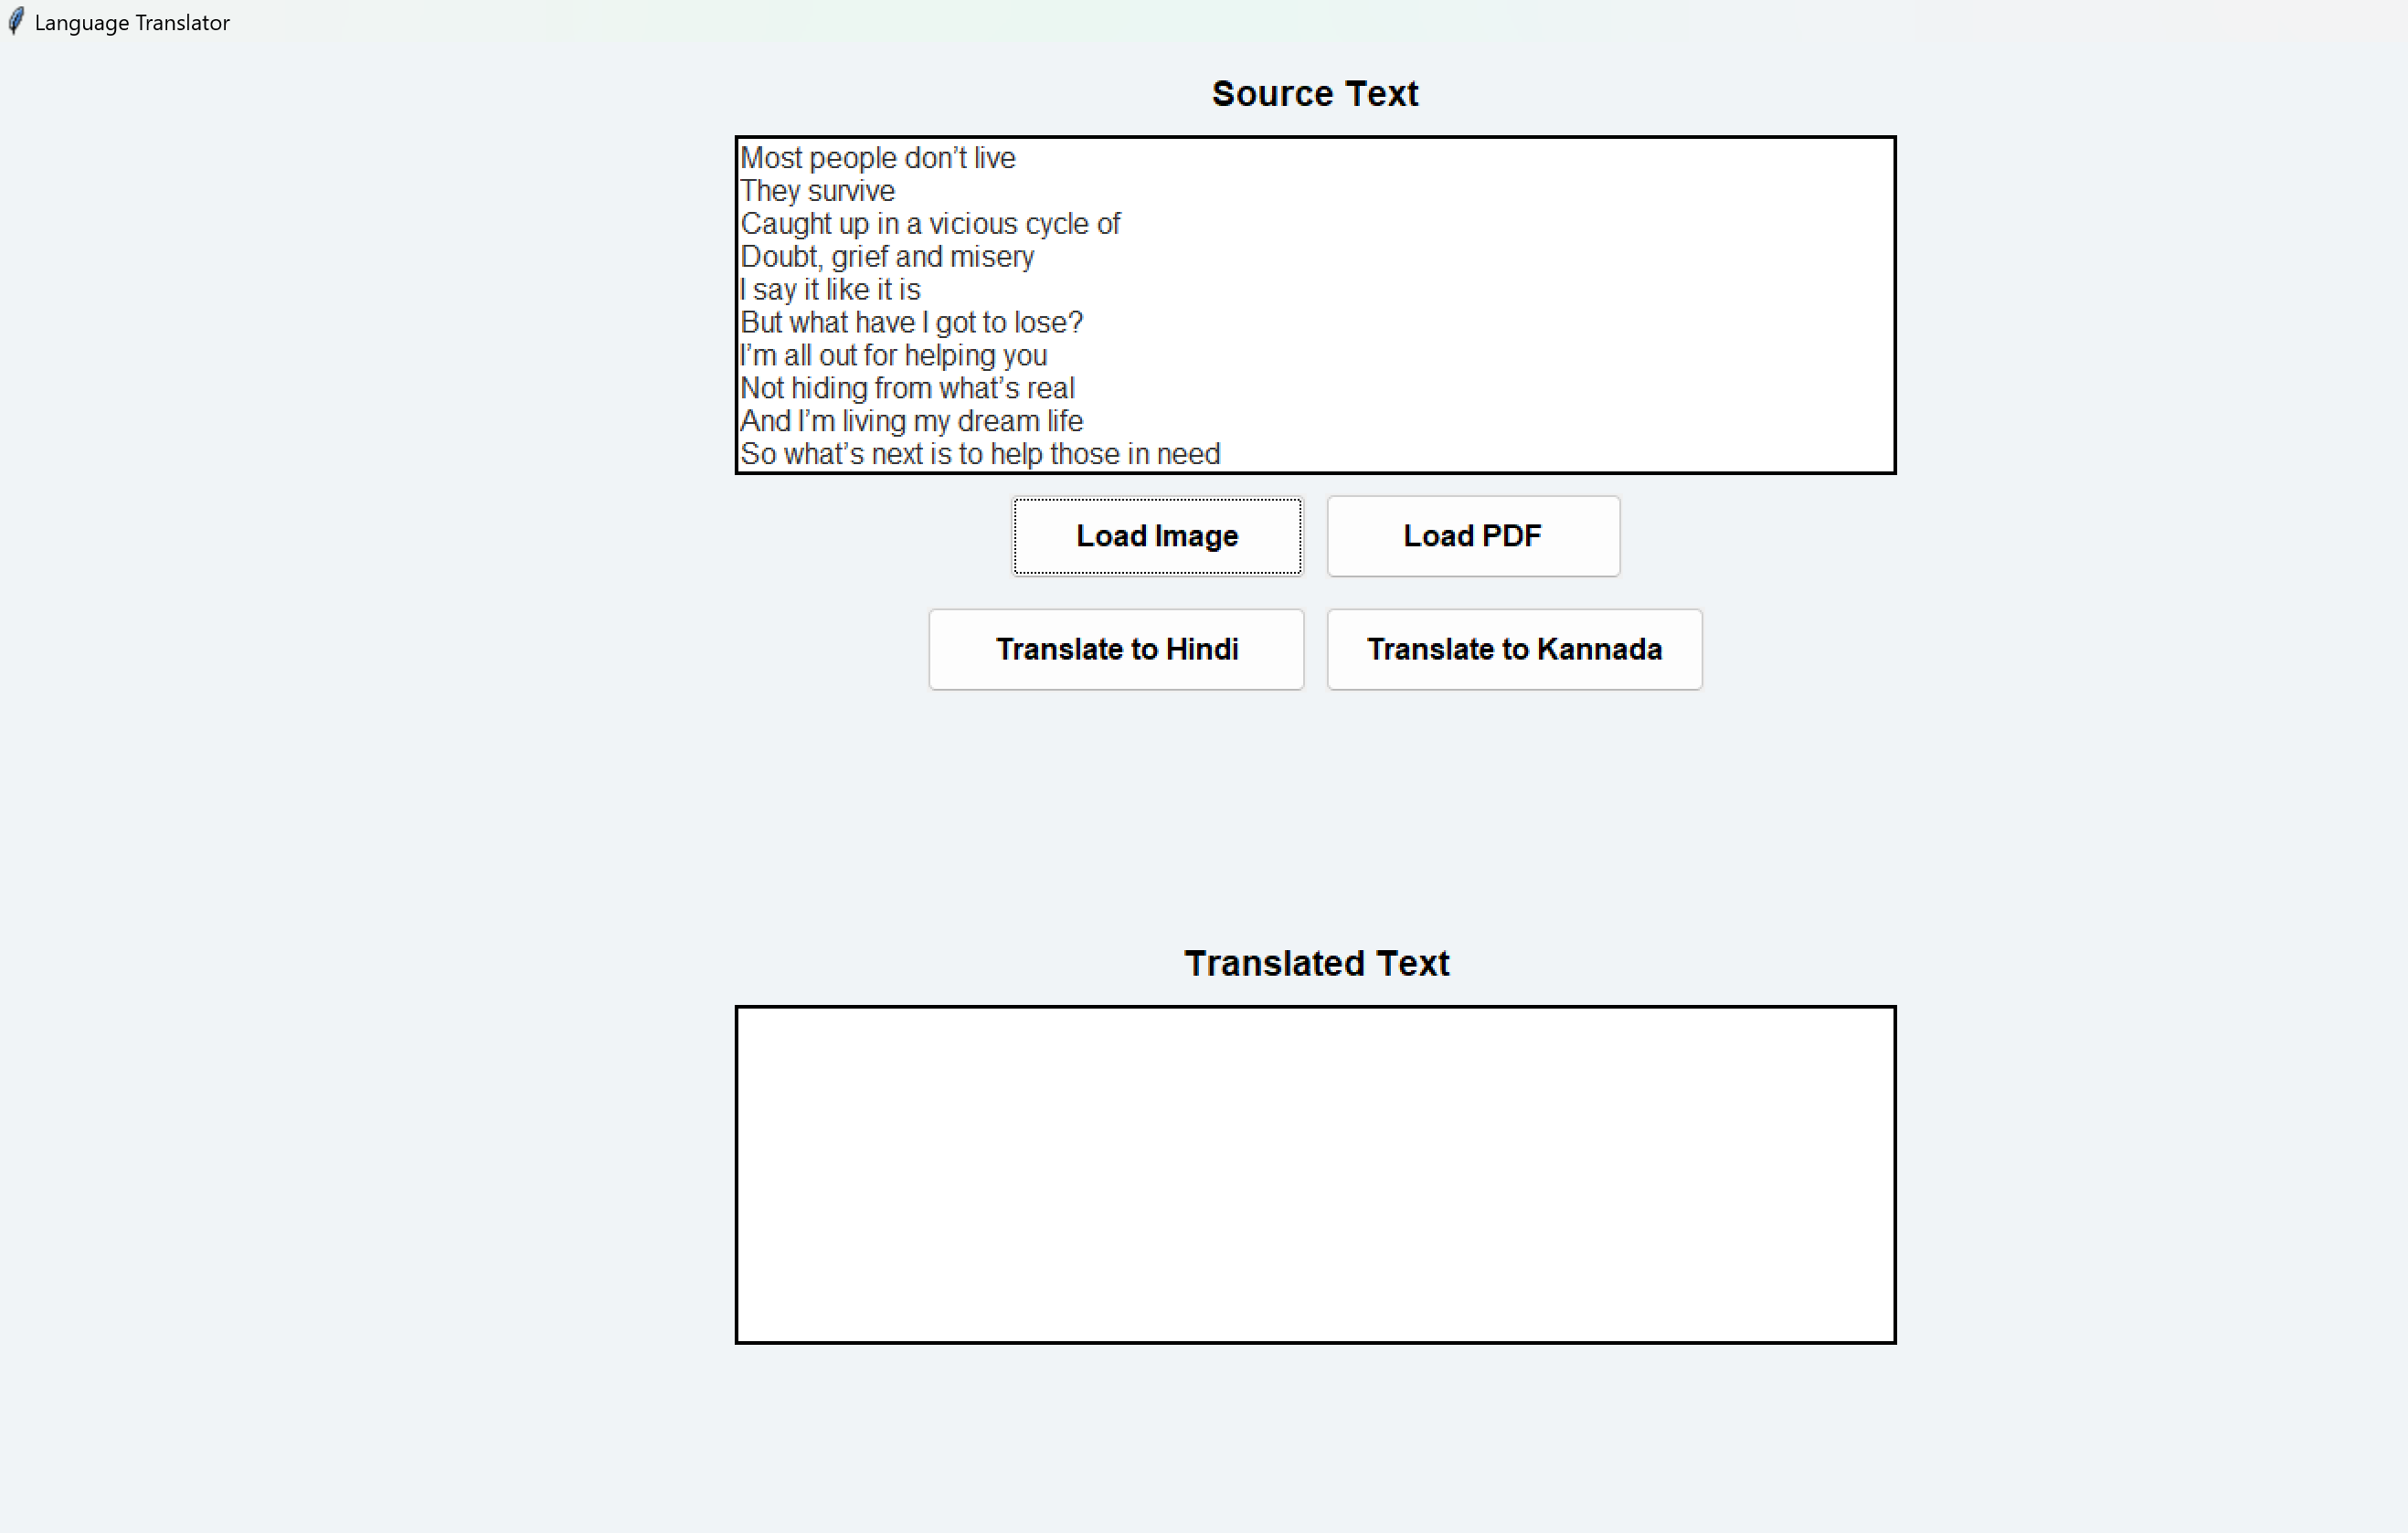 Language Translator
Source Text
Most people don’t live
They survive
Caught up in a vicious cycle of
Doubt, grief and misery
I say it like it is
But what have I got to lose?
I’m all out for helping you
Not hiding from what’s real
And I’m living my dream life
So what’s next is to help those in need
Load Image Load PDF
Translate to Hindi Translate to Kannada
Translated Text